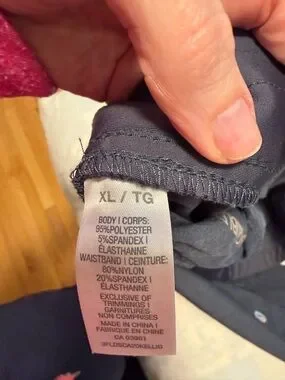 XL / TG
BODY | CORPS:
95%POLYESTER
5%SPANDEX |
ÉLASTHANNE
WAISTBAND | CEINTURE:
80%NYLON
20%SPANDEX |
ÉLASTHANNE
EXCLUSIVE OF
TRIMMINGS |
GARNITURES
NON COMPRISES
MADE IN CHINA |
FABRIQUÉ EN CHINE
CA 03901